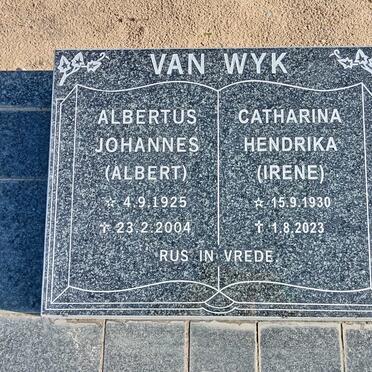 VAN WYK
ALBERTUS
JOHANNES
(ALBERT)
☆ 4.9.1925
✝ 23.2.2004
CATHARINA
HENDRIKA
(IRENE)
☆ 15.9.1930
✝ 1.8.2023
RUS IN VREDE